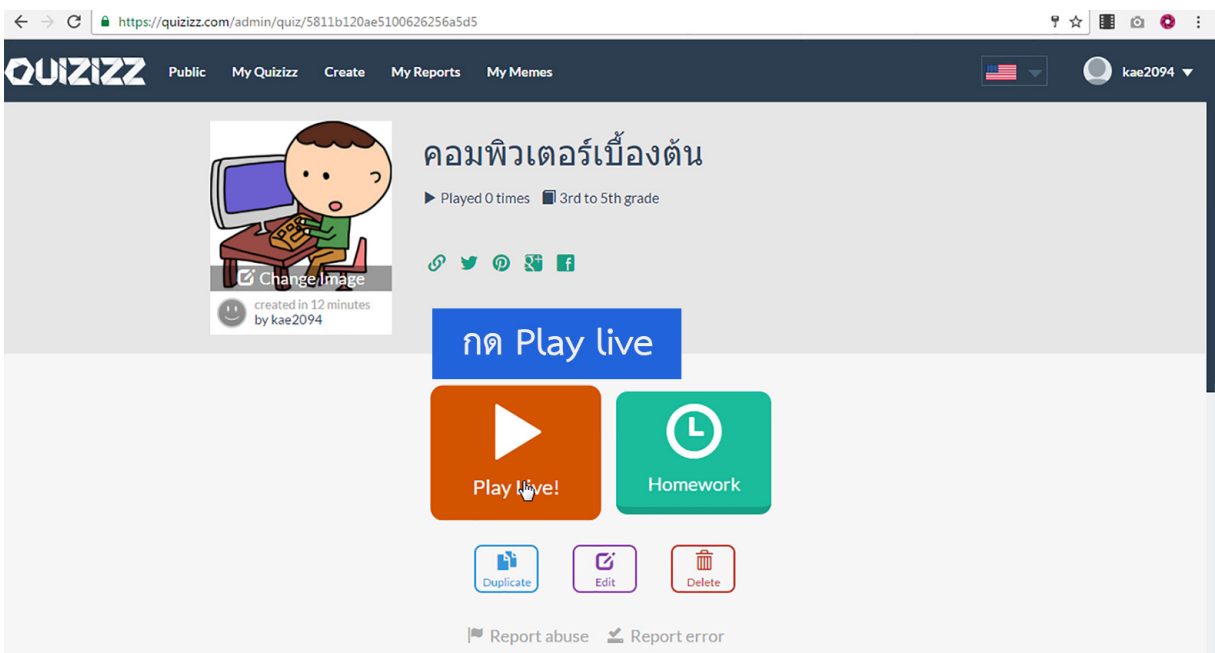 https://quizizz.com/admin/quiz/5811b120ae5100626256a5d5
QUIZIZZ Public My Quizizz Create My Reports My Memes kae2094
คอมพิวเตอร์เบื้องต้น
Played 0 times 3rd to 5th grade
Change Image
created in 12 minutes
by kae2094
กด Play live
Play live!
Homework
Duplicate
Edit
Delete
Report abuse Report error